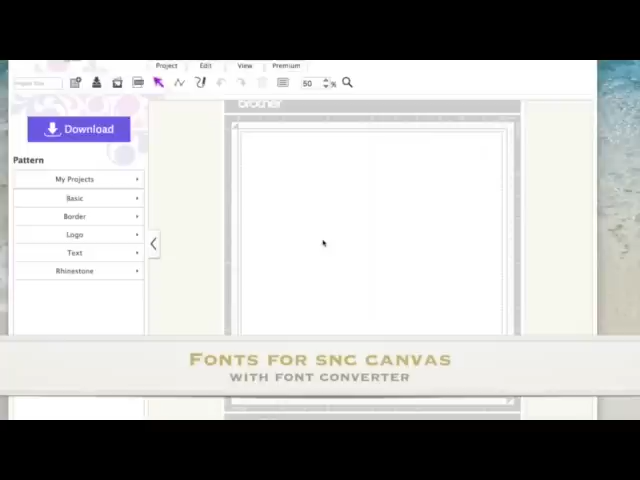 Project Edit View Premium
50 %
brother
Download
Pattern
My Projects
Basic
Border
Logo
Text
Rhinestone
FONTS FOR SNC CANVAS
WITH FONT CONVERTER